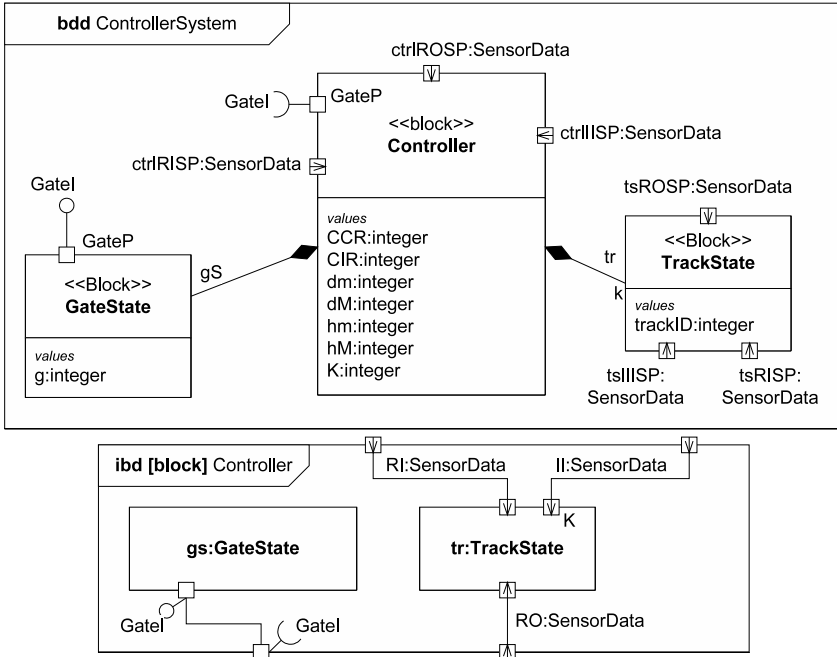 bdd ControllerSystem
ctrlROSP:SensorData
GateI
GateP
<<block>>
Controller
ctrlIISP:SensorData
ctrlRISP:SensorData
GateI
GateP
<<Block>>
GateState
values
g:integer
gS
values
CCR:integer
CIR:integer
dm:integer
dM:integer
hm:integer
hM:integer
K:integer
tr
k
tsROSP:SensorData
<<Block>>
TrackState
values
trackID:integer
tsIIISP:
SensorData
tsRISP:
SensorData
ibd [block] Controller
RI:SensorData
II:SensorData
gs:GateState
K
tr:TrackState
GateI
GateI
RO:SensorData